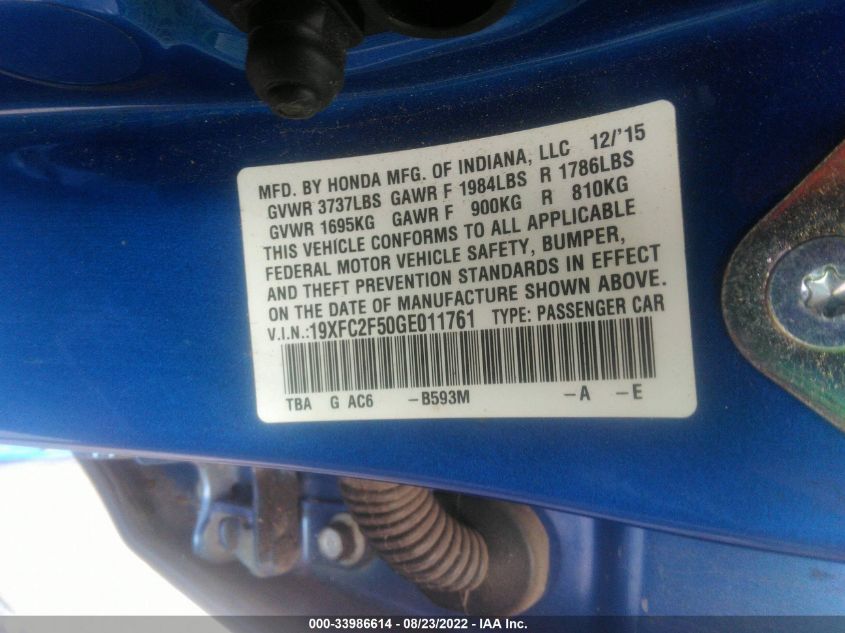 MFD. BY HONDA MFG. OF INDIANA, LLC 12/'15
GVWR 3737LBS GAWR F 1984LBS R 1786LBS
GVWR 1695KG GAWR F 900KG R 810KG
THIS VEHICLE CONFORMS TO ALL APPLICABLE
FEDERAL MOTOR VEHICLE SAFETY, BUMPER,
AND THEFT PREVENTION STANDARDS IN EFFECT
ON THE DATE OF MANUFACTURE SHOWN ABOVE.
V.I.N.:19XFC2F50GE011761 TYPE: PASSENGER CAR
TBA G AC6 -B593M -A -E
000-33986614 - 08/23/2022 - IAA Inc.